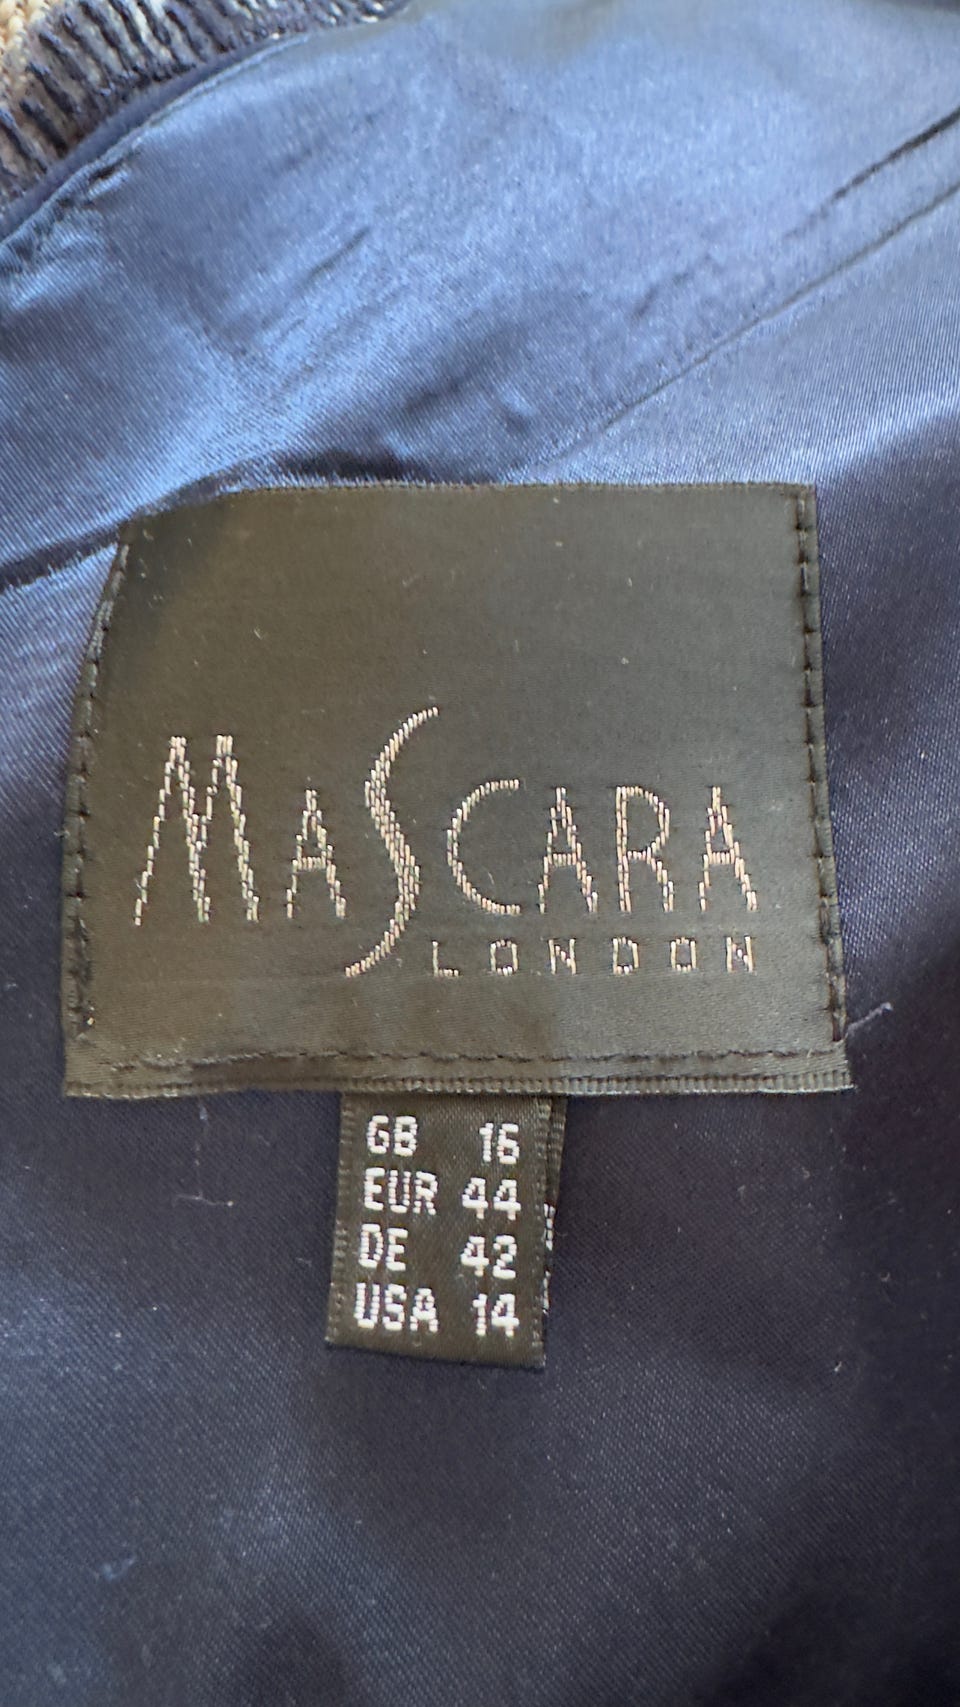 MASCARA
LONDON
GB 16
EUR 44
DE 42
USA 14